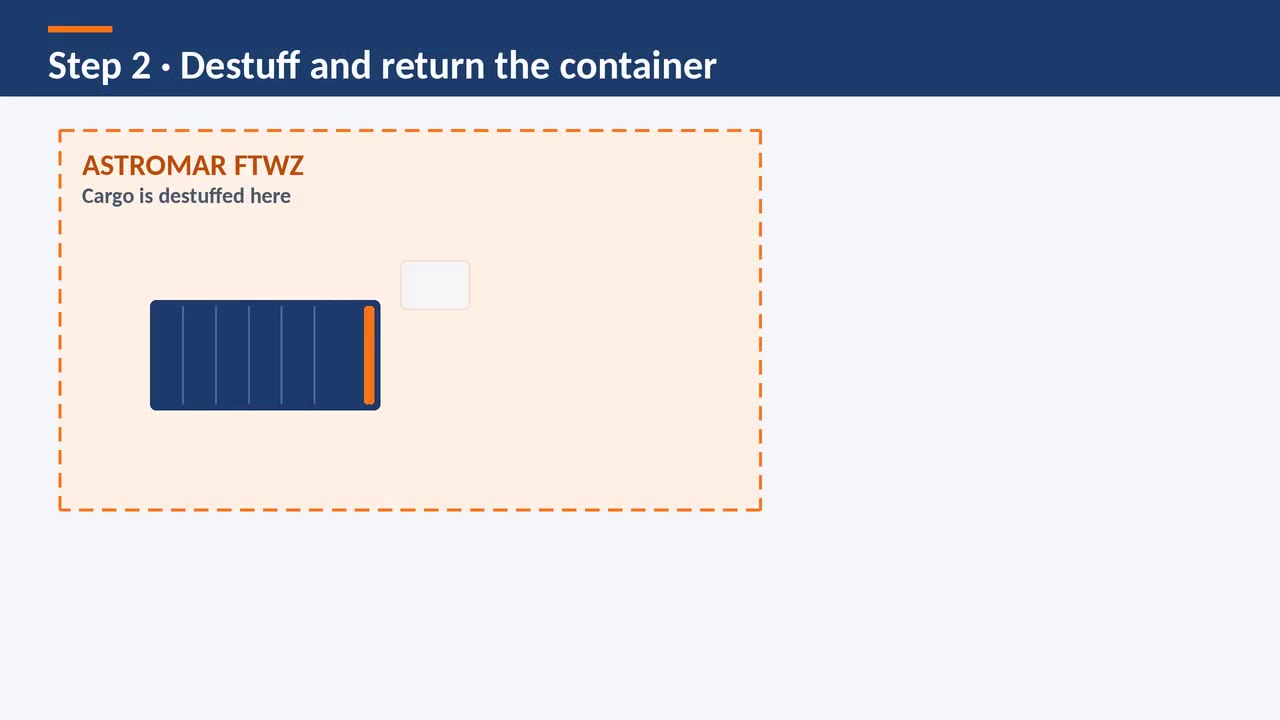 Step 2 · Destuff and return the container
ASTROMAR FTWZ
Cargo is destuffed here